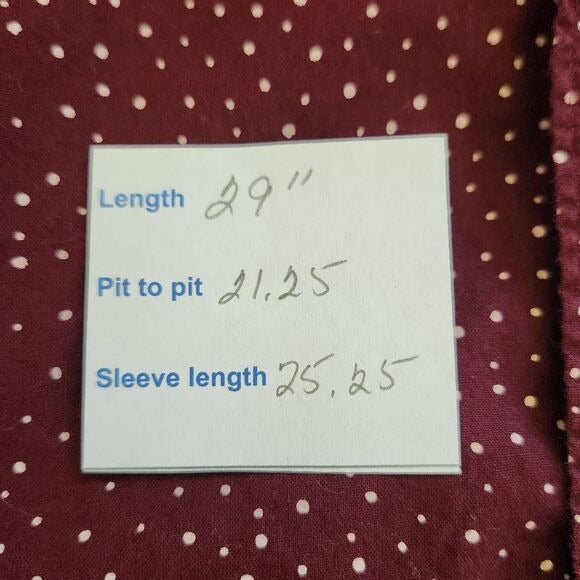 Length 29"
Pit to pit 21.25
Sleeve length 25.25